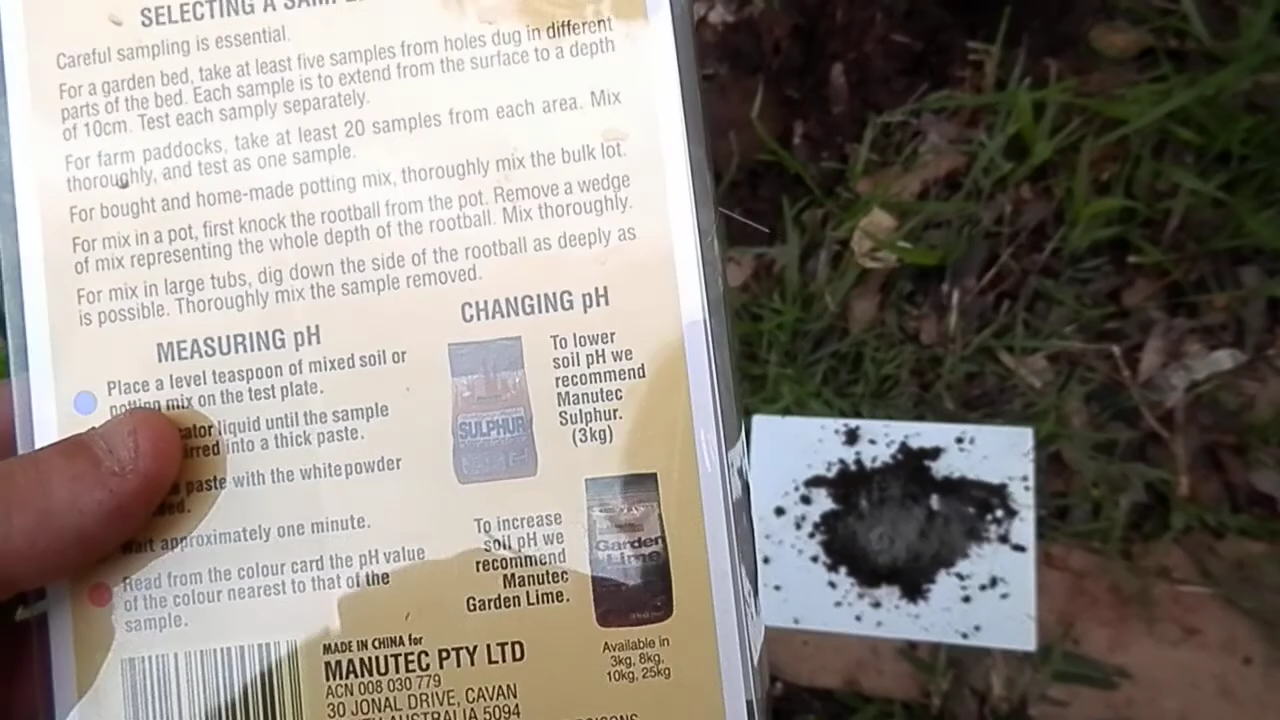 SELECTING A
Careful sampling is essential.
For a garden bed, take at least five samples from holes dug in different
parts of the bed. Each sample is to extend from the surface to a depth
of 10cm. Test each samply separately.
For farm paddocks, take at least 20 samples from each area. Mix
thoroughly, and test as one sample.
For bought and home-made potting mix, thoroughly mix the bulk lot.
For mix in a pot, first knock the rootball from the pot. Remove a wedge
of mix representing the whole depth of the rootball. Mix thoroughly.
For mix in large tubs, dig down the side of the rootball as deeply as
is possible. Thoroughly mix the sample removed.
MEASURING pH
Place a level teaspoon of mixed soil or
potting mix on the test plate.
liquid until the sample
into a thick paste.
paste with the white powder
Wait approximately one minute.
Read from the colour card the pH value
of the colour nearest to that of the
sample.
CHANGING pH
SULPHUR
To lower
soil pH we
recommend
Manutec
Sulphur.
(3kg)
To increase
soil pH we
recommend
Manutec
Garden Lime.
Garden
Lime
Available in
3kg, 8kg,
10kg, 25kg
MADE IN CHINA for
MANUTEC PTY LTD
ACN 008 030 779
30 JONAL DRIVE, CAVAN
AUSTRALIA 5094